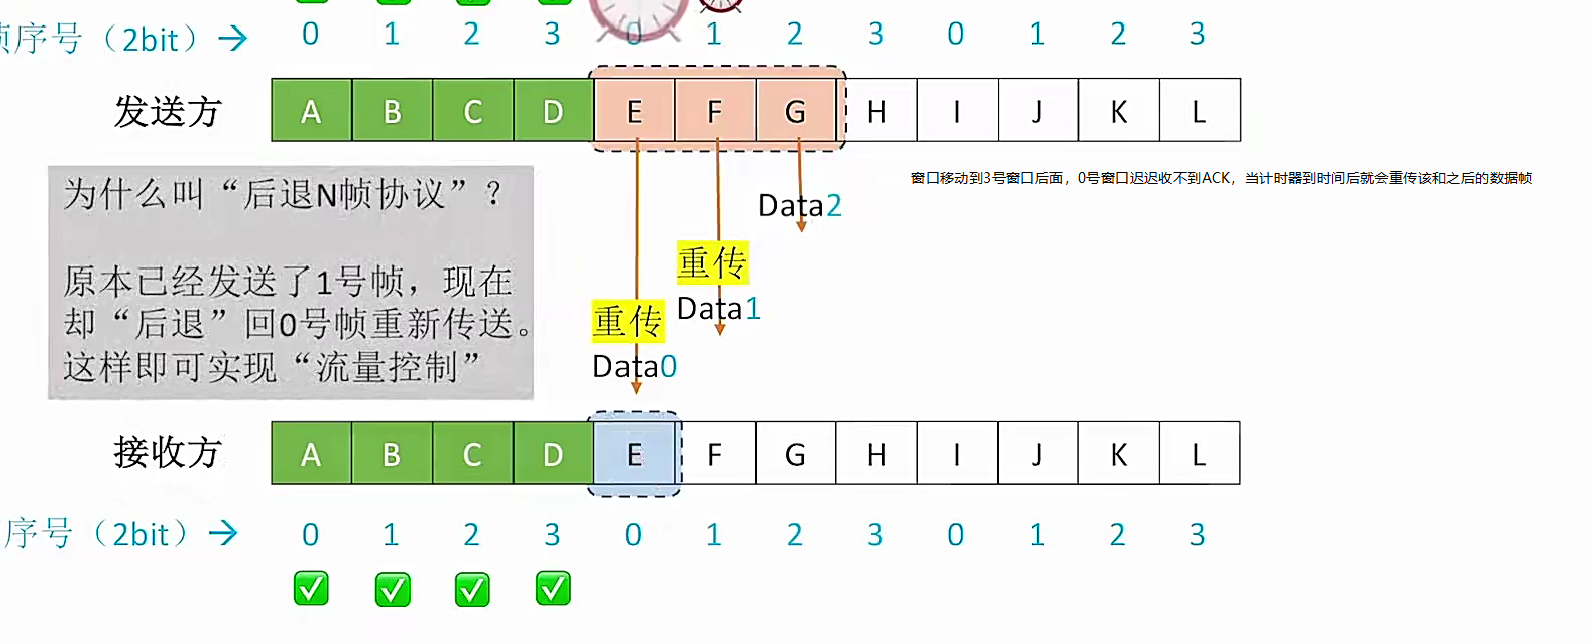 帧序号（2bit）→ 0 1 2 3 0 1 2 3 0 1 2 3
发送方 A B C D E F G H I J K L
窗口移动到3号窗口后面，0号窗口迟迟收不到ACK，当计时器到时间后就会重传该和之后的数据帧
为什么叫“后退N帧协议”？
Data2
重传
原本已经发送了1号帧，现在
Data1
却“后退”回0号帧重新传送。
重传
这样即可实现“流量控制”
Data0
接收方 A B C D E F G H I J K L
序号（2bit）→ 0 1 2 3 0 1 2 3 0 1 2 3